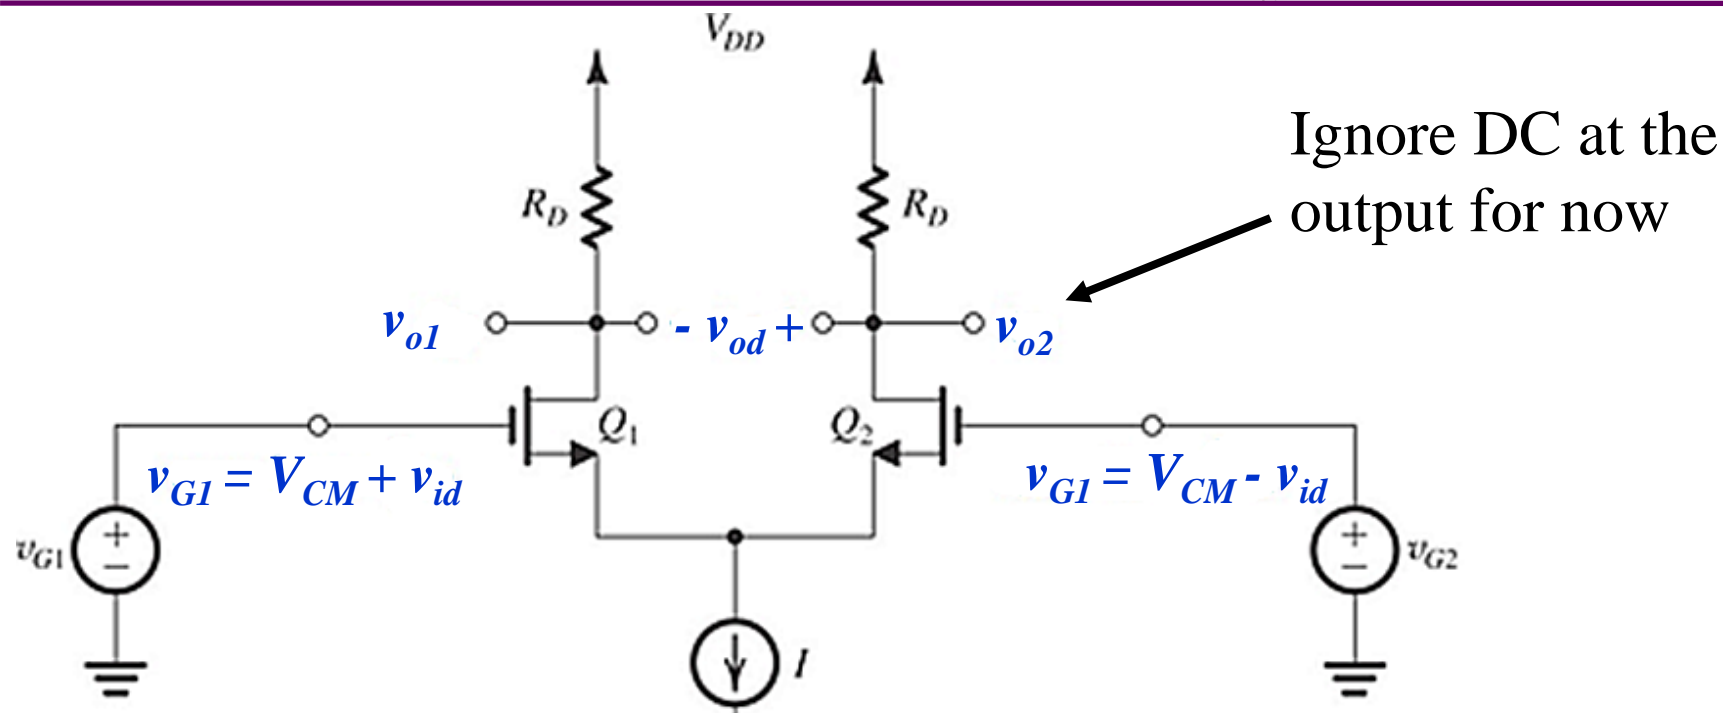 V_DD
Ignore DC at the
output for now
R_D
R_D
v_o1
- v_od +
v_o2
Q_1
Q_2
v_G1 = V_CM + v_id
v_G1 = V_CM - v_id
v_G1
+
−
+
−
v_G2
I